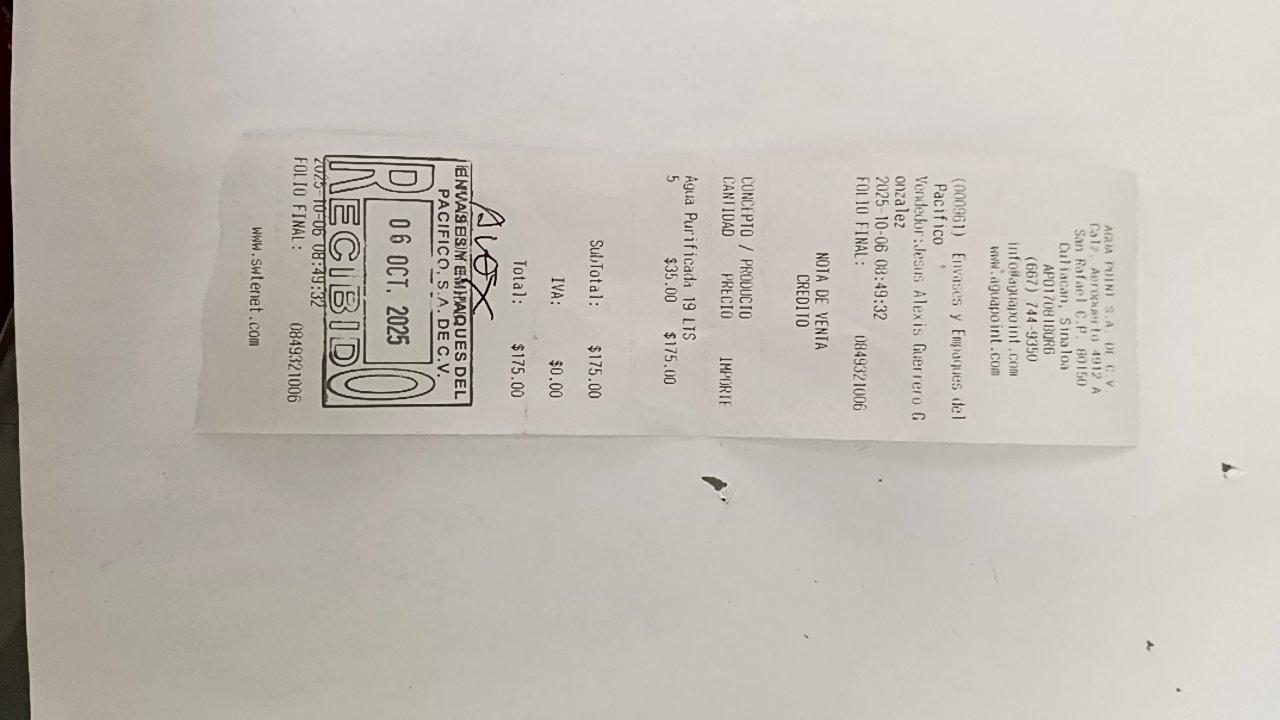 AGUA POINT S.A. DE C.V.
Calz. Aeropuerto 4912 A
San Rafael C.P. 80150
Culiacan, Sinaloa
APO170818QR6
(667) 744-9350
info@aguapoint.com
www.aguapoint.com
(000961) Envases y Empaques del
Pacifico
Vendedor:Jesus Alexis Guerrero G
onzalez
2025-10-06 08:49:32
FOLIO FINAL: 0849321006
NOTA DE VENTA
CREDITO
CONCEPTO / PRODUCTO
CANTIDAD PRECIO IMPORTE
Agua Purificada 19 LTS
5 $35.00 $175.00
SubTotal: $175.00
IVA: $0.00
Total: $175.00
Alex
ENVASES Y EMPAQUES DEL
PACIFICO, S.A. DE C.V.
06 OCT. 2025
RECIBIDO
2025-10-06 08:49:32
FOLIO FINAL: 0849321006
www.swtenet.com